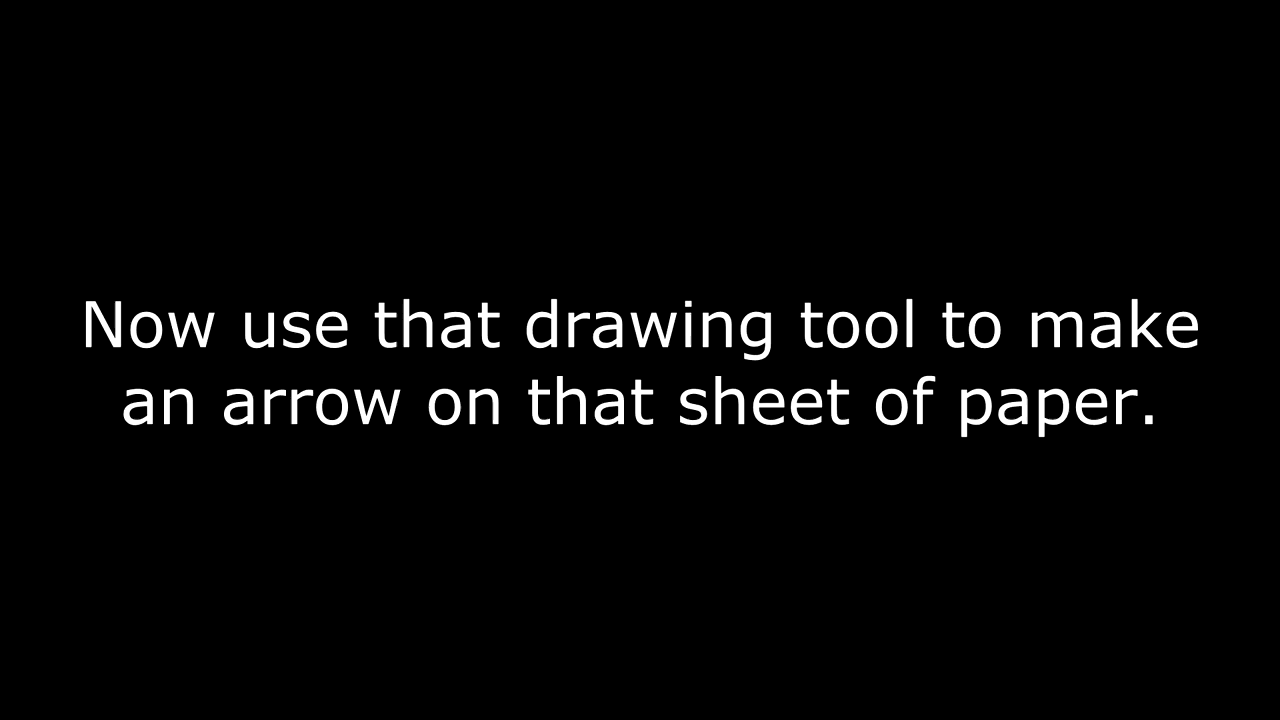 Now use that drawing tool to make
an arrow on that sheet of paper.